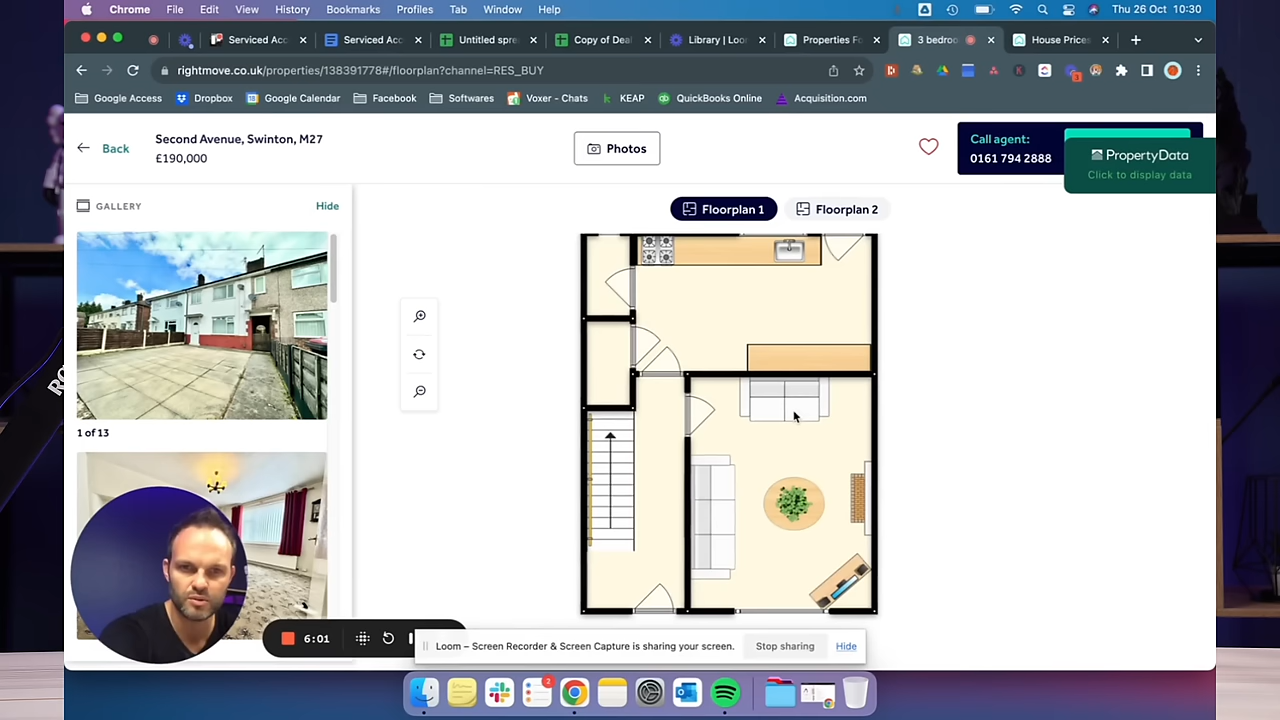 Chrome File Edit View History Bookmarks Profiles Tab Window Help Thu 26 Oct 10:30
Serviced Acc Serviced Acc Untitled spre Copy of Deal Library | Loo Properties Fo 3 bedroo House Prices
rightmove.co.uk/properties/138391778#/floorplan?channel=RES_BUY
Google Access Dropbox Google Calendar Facebook Softwares Voxer - Chats KEAP QuickBooks Online Acquisition.com
Back
Second Avenue, Swinton, M27
£190,000
Photos
Call agent:
0161 794 2888
PropertyData
Click to display data
GALLERY Hide
Floorplan 1 Floorplan 2
1 of 13
6:01
Loom – Screen Recorder & Screen Capture is sharing your screen. Stop sharing Hide
2